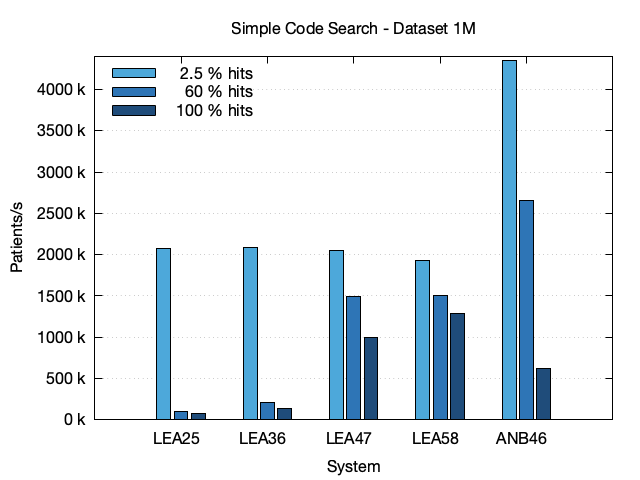 Simple Code Search - Dataset 1M
2.5 % hits
60 % hits
100 % hits
4000 k
3500 k
3000 k
2500 k
2000 k
1500 k
1000 k
500 k
0 k
Patients/s
LEA25 LEA36 LEA47 LEA58 ANB46
System